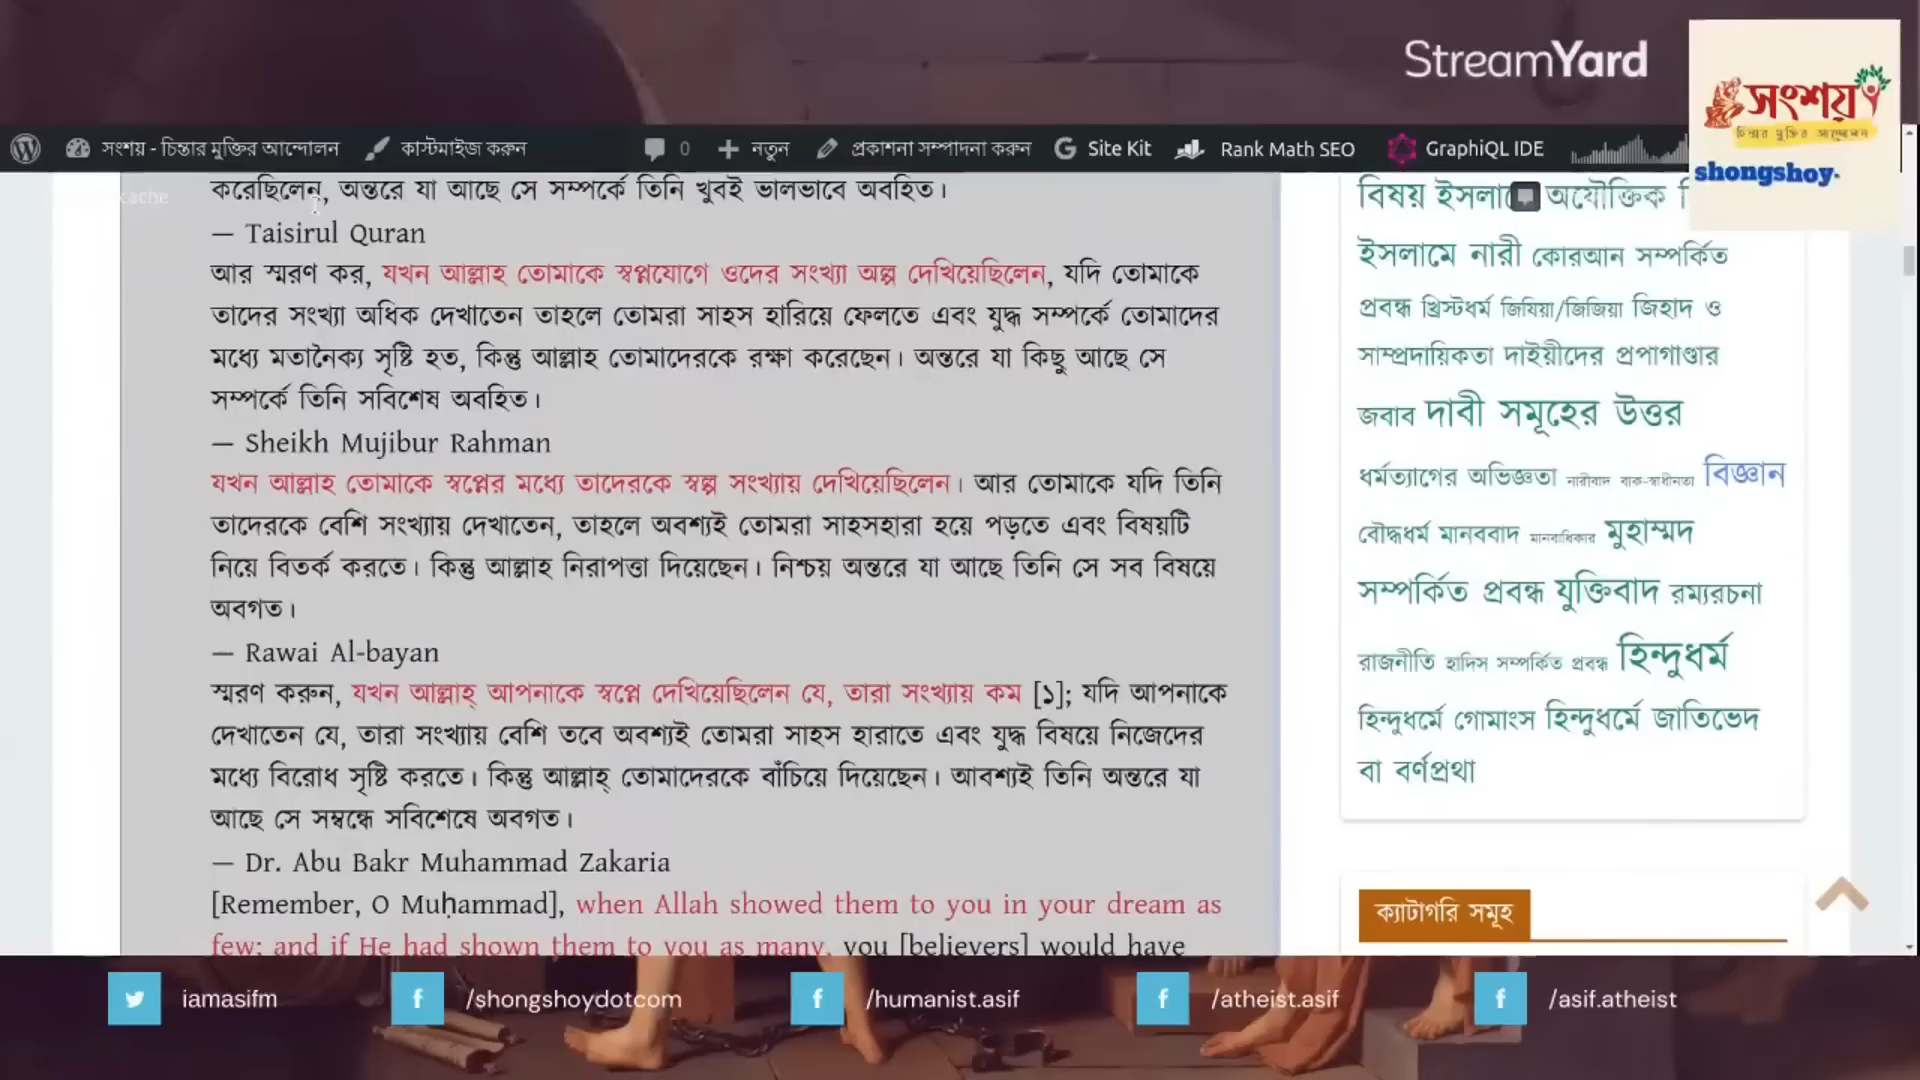 StreamYard
সংশয়
চিন্তার মুক্তির আন্দোলন
shongshoy.
সংশয় - চিন্তার মুক্তির আন্দোলন কাস্টমাইজ করুন 0 নতুন প্রকাশনা সম্পাদনা করুন Site Kit Rank Math SEO GraphiQL IDE
cache
করেছিলেন, অন্তরে যা আছে সে সম্পর্কে তিনি খুবই ভালভাবে অবহিত।
— Taisirul Quran
আর স্মরণ কর, যখন আল্লাহ তোমাকে স্বপ্নযোগে ওদের সংখ্যা অল্প দেখিয়েছিলেন, যদি তোমাকে
তাদের সংখ্যা অধিক দেখাতেন তাহলে তোমরা সাহস হারিয়ে ফেলতে এবং যুদ্ধ সম্পর্কে তোমাদের
মধ্যে মতানৈক্য সৃষ্টি হত, কিন্তু আল্লাহ তোমাদেরকে রক্ষা করেছেন। অন্তরে যা কিছু আছে সে
সম্পর্কে তিনি সবিশেষ অবহিত।
— Sheikh Mujibur Rahman
যখন আল্লাহ তোমাকে স্বপ্নের মধ্যে তাদেরকে স্বল্প সংখ্যায় দেখিয়েছিলেন। আর তোমাকে যদি তিনি
তাদেরকে বেশি সংখ্যায় দেখাতেন, তাহলে অবশ্যই তোমরা সাহসহারা হয়ে পড়তে এবং বিষয়টি
নিয়ে বিতর্ক করতে। কিন্তু আল্লাহ নিরাপত্তা দিয়েছেন। নিশ্চয় অন্তরে যা আছে তিনি সে সব বিষয়ে
অবগত।
— Rawai Al-bayan
স্মরণ করুন, যখন আল্লাহ্ আপনাকে স্বপ্নে দেখিয়েছিলেন যে, তারা সংখ্যায় কম [১]; যদি আপনাকে
দেখাতেন যে, তারা সংখ্যায় বেশি তবে অবশ্যই তোমরা সাহস হারাতে এবং যুদ্ধ বিষয়ে নিজেদের
মধ্যে বিরোধ সৃষ্টি করতে। কিন্তু আল্লাহ্ তোমাদেরকে বাঁচিয়ে দিয়েছেন। আবশ্যই তিনি অন্তরে যা
আছে সে সম্বন্ধে সবিশেষে অবগত।
— Dr. Abu Bakr Muhammad Zakaria
[Remember, O Muḥammad], when Allah showed them to you in your dream as
few; and if He had shown them to you as many, you [believers] would have
বিষয় অযৌক্তিক
ইসলামে নারী কোরআন সম্পর্কিত
প্রবন্ধ খ্রিস্টধর্ম জিযিয়া/জিজিয়া জিহাদ ও
সাম্প্রদায়িকতা দাইয়ীদের প্রপাগাণ্ডার
জবাব দাবী সমূহের উত্তর
ধর্মত্যাগের অভিজ্ঞতা নারীবাদ বাক-স্বাধীনতা বিজ্ঞান
বৌদ্ধধর্ম মানববাদ মানবাধিকার মুহাম্মদ
সম্পর্কিত প্রবন্ধ যুক্তিবাদ রম্যরচনা
রাজনীতি হাদিস সম্পর্কিত প্রবন্ধ হিন্দুধর্ম
হিন্দুধর্মে গোমাংস হিন্দুধর্মে জাতিভেদ
বা বর্ণপ্রথা
ক্যাটাগরি সমূহ
iamasifm /shongshoydotcom /humanist.asif /atheist.asif /asif.atheist